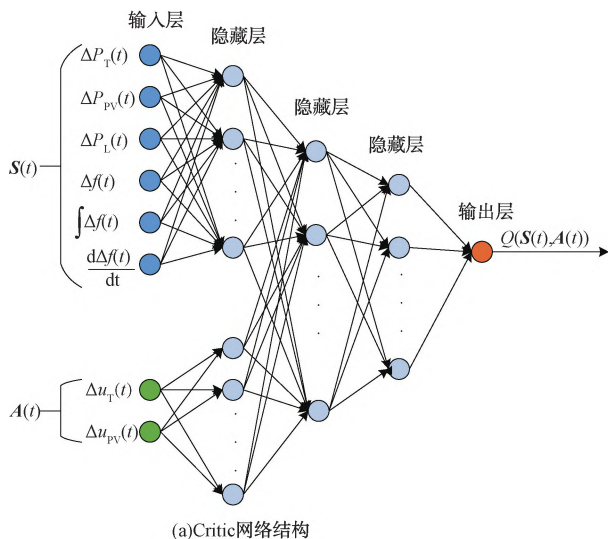 输入层
隐藏层
隐藏层
隐藏层
输出层
ΔP_T(t)
ΔP_PV(t)
ΔP_L(t)
Δf(t)
∫Δf(t)
dΔf(t)
dt
S(t)
Q(S(t),A(t))
Δu_T(t)
Δu_PV(t)
A(t)
(a)Critic网络结构